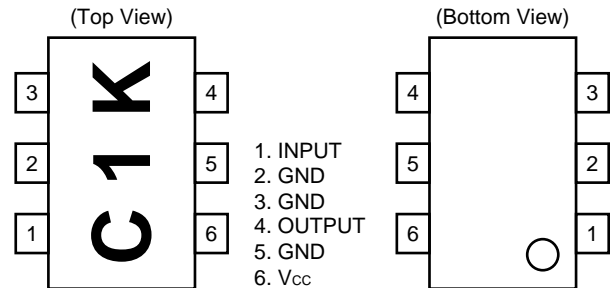 (Top View)
3
2
1
C1K
4
5
6
1. INPUT
2. GND
3. GND
4. OUTPUT
5. GND
6. Vcc
(Bottom View)
4
5
6
3
2
1